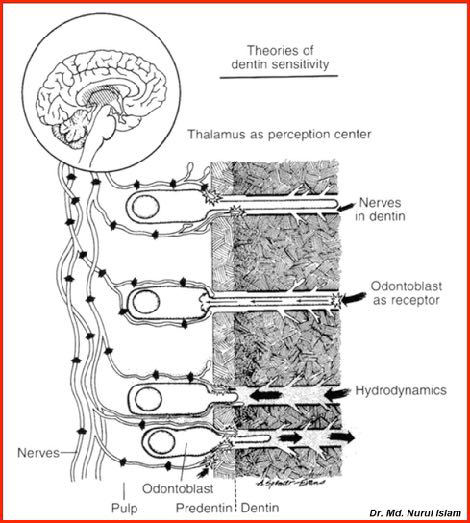 Theories of
dentin sensitivity
Thalamus as perception center
Nerves
in dentin
Odontoblast
as receptor
Hydrodynamics
Nerves
Odontoblast
Pulp Predentin Dentin
Dr. Md. Nurul Islam